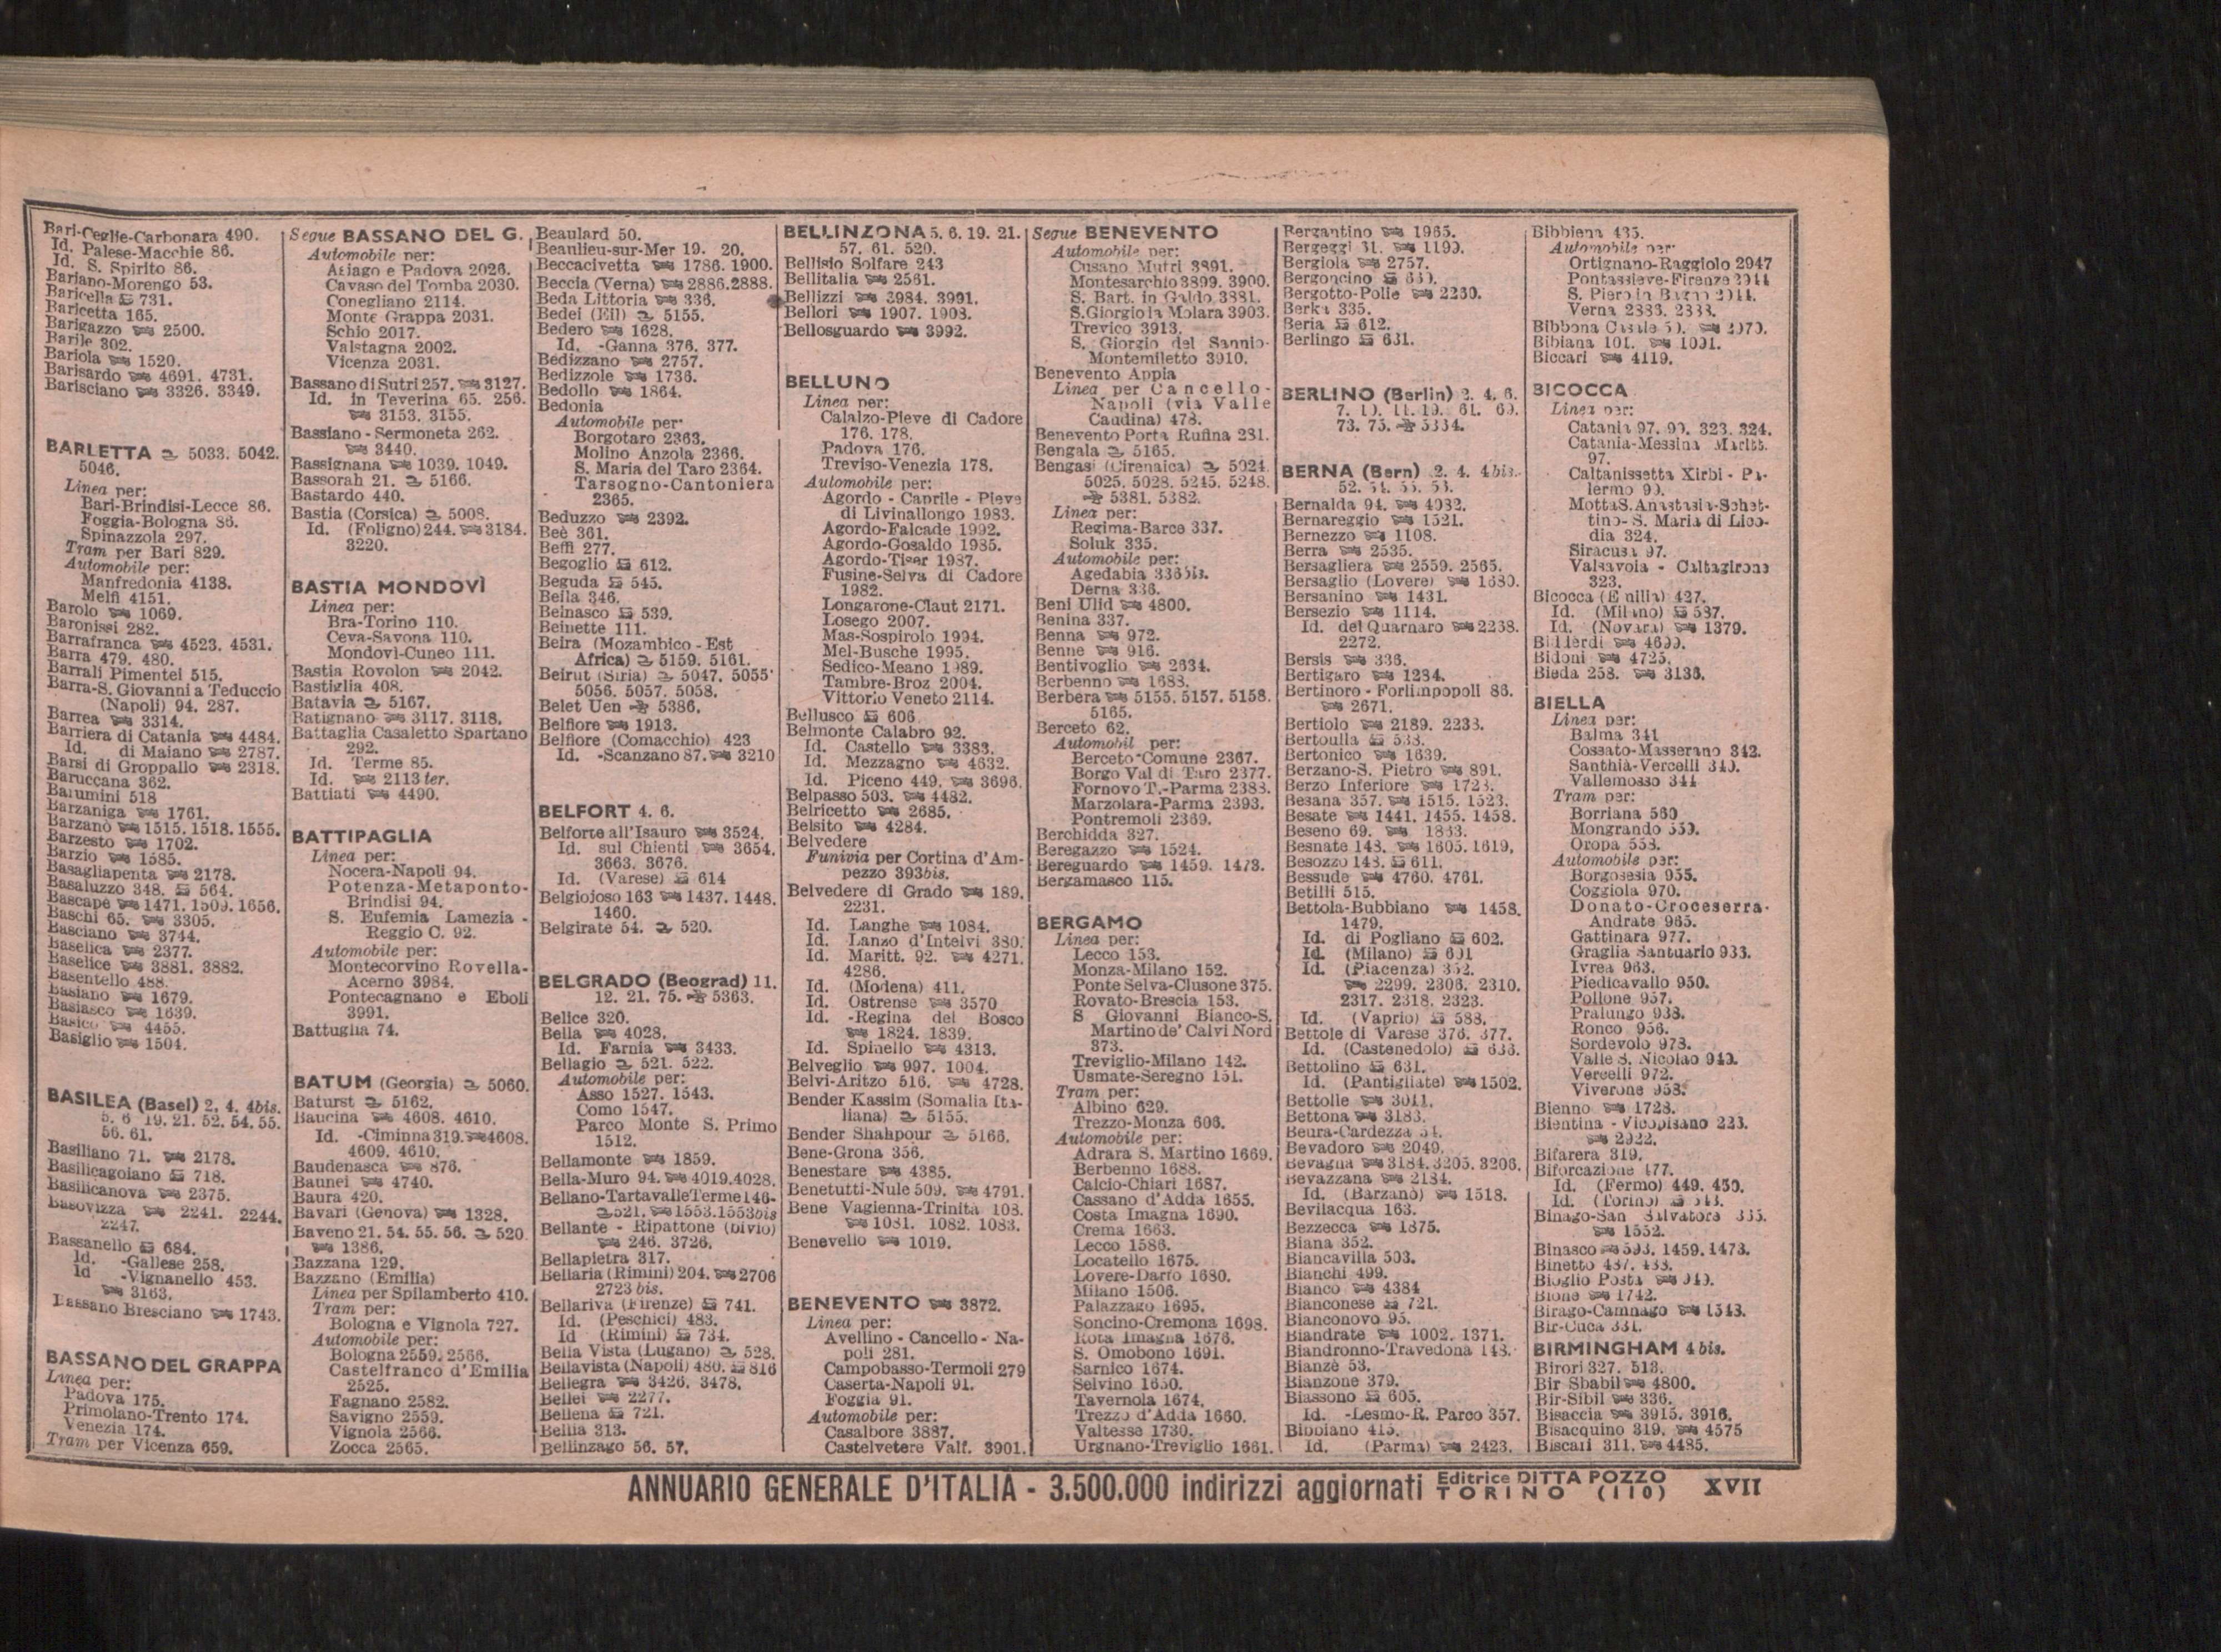 Bari-Ceglie-Carbonara 490.
Id. Palese-Macchie 86.
Id. S. Spirito 86.
Bariano-Morengo 53.
Baricella 731.
Baricetta 165.
Barigazzo 2500.
Barile 302.
Bariola 1520.
Barisardo 4691. 4731.
Barisciano 3326. 3349.
BARLETTA 5033. 5042.
5046.
Linea per:
Bari-Brindisi-Lecce 86.
Foggia-Bologna 86.
Spinazzola 297.
Tram per Bari 829.
Automobile per:
Manfredonia 4138.
Melfi 4151.
Barolo 1069.
Baronissi 282.
Barrafranca 4523. 4531.
Barra 479. 480.
Barrali Pimentel 515.
Barra-S. Giovanni a Teduccio
(Napoli) 94. 287.
Barrea 3314.
Barriera di Catania 4484.
Id. di Maiano 2787.
Barsi di Groppallo 2318.
Baruccana 362.
Barumini 518
Barzaniga 1761.
Barzanò 1515. 1518. 1555.
Barzesto 1702.
Barzio 1585.
Basagliapenta 2178.
Basaluzzo 348. 564.
Bascapè 1471. 1509. 1656.
Baschi 65. 3305.
Basciano 3744.
Baselica 2377.
Baselice 3881. 3882.
Basentello 488.
Basiano 1679.
Basiasco 1639.
Basico 4455.
Basiglio 1504.
BASILEA (Basel) 2. 4. 4bis.
5. 6 19. 21. 52. 54. 55.
56. 61.
Basiliano 71. 2178.
Basilicagoiano 718.
Basilicanova 2375.
Basovizza 2241. 2244.
2247.
Bassanello 684.
Id. -Gallese 258.
Id -Vignanello 453.
3163.
Bassano Bresciano 1743.
BASSANO DEL GRAPPA
Linea per:
Padova 175.
Primolano-Trento 174.
Venezia 174.
Tram per Vicenza 659.
Segue BASSANO DEL G.
Automobile per:
Asiago e Padova 2026.
Cavaso del Tomba 2030.
Conegliano 2114.
Monte Grappa 2031.
Schio 2017.
Valstagna 2002.
Vicenza 2031.
Bassano di Sutri 257. 3127.
Id. in Teverina 65. 256.
3153. 3155.
Bassiano - Sermoneta 262.
3440.
Bassignana 1039. 1049.
Bassorah 21. 5166.
Bastardo 440.
Bastia (Corsica) 5008.
Id. (Foligno) 244. 3184.
3220.
BASTIA MONDOVÌ
Linea per:
Bra-Torino 110.
Ceva-Savona 110.
Mondovì-Cuneo 111.
Bastia Rovolon 2042.
Bastiglia 408.
Batavia 5167.
Batignano 3117. 3118.
Battaglia Casaletto Spartano
292.
Id. Terme 85.
Id. 2113 ter.
Battiati 4490.
BATTIPAGLIA
Linea per:
Nocera-Napoli 94.
Potenza-Metaponto-
Brindisi 94.
S. Eufemia Lamezia -
Reggio C. 92.
Automobile per:
Montecorvino Rovella-
Acerno 3984.
Pontecagnano e Eboli
3991.
Battuglia 74.
BATUM (Georgia) 5060.
Baturst 5162.
Baucina 4608. 4610.
Id. -Ciminna 319. 4608.
4609. 4610.
Baudenasca 876.
Baunei 4740.
Baura 420.
Bavari (Genova) 1328.
Baveno 21. 54. 55. 56. 520
1386.
Bazzana 129.
Bazzano (Emilia)
Linea per Spilamberto 410.
Tram per:
Bologna e Vignola 727.
Automobile per:
Bologna 2559. 2566.
Castelfranco d'Emilia
2525.
Fagnano 2582.
Savigno 2559.
Vignola 2566.
Zocca 2565.
Beaulard 50.
Beaulieu-sur-Mer 19. 20.
Beccacivetta 1786. 1900.
Beccia (Verna) 2886. 2888.
Beda Littoria 336.
Bedei (Eil) 5155.
Bedero 1628.
Id. -Ganna 376. 377.
Bedizzano 2757.
Bedizzole 1736.
Bedollo 1864.
Bedonia
Automobile per:
Borgotaro 2363.
Molino Anzola 2366.
S. Maria del Taro 2364.
Tarsogno-Cantoniera
2365.
Beduzzo 2392.
Beè 361.
Beffi 277.
Begoglio 612.
Beguda 545.
Beila 346.
Beinasco 539.
Beinette 111.
Beira (Mozambico - Est
Africa) 5159. 5161.
Beirut (Siria) 5047. 5055
5056. 5057. 5058.
Belet Uen 5386.
Belfiore 1913.
Belfiore (Comacchio) 423
Id. -Scanzano 87. 3210
BELFORT 4. 6.
Belforte all'Isauro 3524.
Id. sul Chienti 3654.
3663. 3676.
Id. (Varese) 614
Belgiojoso 163 1437. 1448.
1460.
Belgirate 54. 520.
BELGRADO (Beograd) 11.
12. 21. 75. 5363.
Belice 320.
Bella 4028.
Id. Farnia 3433.
Bellagio 521. 522.
Automobile per:
Asso 1527. 1543.
Como 1547.
Parco Monte S. Primo
1512.
Bellamonte 1859.
Bella-Muro 94. 4019. 4028.
Bellano-Tartavalle Terme 146-
521. 1553. 1553bis
Bellante - Ripattone (bivio)
246. 3726.
Bellapietra 317.
Bellaria (Rimini) 204. 2706
2723 bis.
Bellariva (Firenze) 741.
Id. (Peschici) 483.
Id (Rimini) 734.
Bella Vista (Lugano) 528.
Bellavista (Napoli) 480. 816
Bellegra 3426. 3478.
Bellei 2277.
Bellena 721.
Bellia 313.
Bellinzago 56. 57.
BELLINZONA 5. 6. 19. 21.
57. 61. 520.
Bellisio Solfare 243
Bellitalia 2561.
Bellizzi 3984. 3991.
Bellori 1907. 1908.
Bellosguardo 3992.
BELLUNO
Linea per:
Calalzo-Pieve di Cadore
176. 178.
Padova 176.
Treviso-Venezia 178.
Automobile per:
Agordo - Caprile - Pieve
di Livinallongo 1983.
Agordo-Falcade 1992.
Agordo-Gosaldo 1985.
Agordo-Tiser 1987.
Fusine-Selva di Cadore
1982.
Longarone-Claut 2171.
Losego 2007.
Mas-Sospirolo 1994.
Mel-Busche 1995.
Sedico-Meano 1989.
Tambre-Broz 2004.
Vittorio Veneto 2114.
Bellusco 606
Belmonte Calabro 92.
Id. Castello 3383.
Id. Mezzagno 4632.
Id. Piceno 449. 3696.
Belpasso 503. 4482.
Belricetto 2685.
Belsito 4284.
Belvedere
Funivia per Cortina d'Am-
pezzo 393bis.
Belvedere di Grado 189.
2231.
Id. Langhe 1084.
Id. Lanzo d'Intelvi 380.
Id. Maritt. 92. 4271.
4286.
Id. (Modena) 411.
Id. Ostrense 3570
Id. -Regina del Bosco
1824. 1839.
Id. Spinello 4313.
Belveglio 997. 1004.
Belvi-Aritzo 516. 4728.
Bender Kassim (Somalia Ita-
liana) 5155.
Bender Shahpour 5166.
Bene-Grona 356.
Benestare 4385.
Benetutti-Nule 509. 4791.
Bene Vagienna-Trinità 108.
1081. 1082. 1083.
Benevello 1019.
BENEVENTO 3872.
Linea per:
Avellino - Cancello - Na-
poli 281.
Campobasso-Termoli 279
Caserta-Napoli 91.
Foggia 91.
Automobile per:
Casalbore 3887.
Castelvetere Valf. 3901.
Segue BENEVENTO
Automobile per:
Cusano Mutri 3891.
Montesarchio 3899. 3900.
S. Bart. in Galdo 3881.
S. Giorgio la Molara 3903.
Trevico 3913.
S. Giorgio del Sannio-
Montemiletto 3910.
Benevento Appia
Linea per Cancello-
Napoli (via Valle
Caudina) 478.
Benevento Porta Rufina 281.
Bengala 5165.
Bengasi (Cirenaica) 5024
5025. 5028. 5245. 5248.
5381. 5382.
Linea per:
Regima-Barce 337.
Soluk 335.
Automobile per:
Agedabia 336bis.
Derna 336.
Beni Ulid 4800.
Benina 337.
Benna 972.
Benne 916.
Bentivoglio 2634.
Berbenno 1688.
Berbera 5155. 5157. 5158.
5165.
Berceto 62.
Automobil per:
Berceto-Comune 2367.
Borgo Val di Taro 2377.
Fornovo T.-Parma 2383.
Marzolara-Parma 2393.
Pontremoli 2369.
Berchidda 327.
Beregazzo 1524.
Bereguardo 1459. 1473.
Bergamasco 115.
BERGAMO
Linea per:
Lecco 153.
Monza-Milano 152.
Ponte Selva-Clusone 375.
Rovato-Brescia 153.
S Giovanni Bianco-S.
Martino de' Calvi Nord
373.
Treviglio-Milano 142.
Usmate-Seregno 151.
Tram per:
Albino 629.
Trezzo-Monza 606.
Automobile per:
Adrara S. Martino 1669.
Berbenno 1688.
Calcio-Chiari 1687.
Cassano d'Adda 1655.
Costa Imagna 1690.
Crema 1663.
Lecco 1586.
Locatello 1675.
Lovere-Darfo 1680.
Milano 1506.
Palazzago 1695.
Soncino-Cremona 1698.
Rota Imagna 1676.
S. Omobono 1691.
Sarnico 1674.
Selvino 1650.
Tavernola 1674.
Trezzo d'Adda 1660.
Valtesse 1730.
Urgnano-Treviglio 1661.
Bergantino 1965.
Bergeggi 31. 1199.
Bergiola 2757.
Bergoncino
Bergotto-Polie 2230.
Berka 335.
Beria 612.
Berlingo 631.
BERLINO (Berlin) 2. 4. 6.
7. 10. 11. 19. 61. 69.
73. 75. 5334.
BERNA (Bern) 2. 4. 4bis.
52. 54. 55.
Bernalda 94. 4032.
Bernareggio 1521.
Bernezzo 1108.
Berra 2535.
Bersagliera 2559. 2565.
Bersaglio (Lovere) 1680.
Bersanino 1431.
Bersezio 1114.
Id. del Quarnaro 2238.
2272.
Bersis 336.
Bertigaro 1284.
Bertinoro - Forlimpopoli 86.
2671.
Bertiolo 2189. 2233.
Bertoulla 538.
Bertonico 1639.
Berzano-S. Pietro 891.
Berzo Inferiore 1723.
Besana 357. 1515. 1523.
Besate 1441. 1455. 1458.
Beseno 69. 1863.
Besnate 148. 1605. 1619.
Besozzo 148. 611.
Bessude 4760. 4761.
Betilli 515.
Bettola-Bubbiano 1458.
1479.
Id. di Pogliano 602.
Id. (Milano) 601
Id. (Piacenza) 352.
2299. 2306. 2310.
2317. 2318. 2323.
Id. (Vaprio) 588.
Bettole di Varese 376. 377.
Id. (Castenedolo) 636.
Bettolino 631.
Id. (Pantigliate) 1502.
Bettolle 3011.
Bettona 3183.
Beura-Cardezza 54.
Bevadoro 2049.
Bevagna 3184. 3205. 3206.
Bevazzana 2184.
Id. (Barzanò) 1518.
Bevilacqua 163.
Bezzecca 1875.
Biana 352.
Biancavilla 503.
Bianchi 499.
Bianco 4384
Bianconese 721.
Bianconovo 95.
Biandrate 1002. 1371.
Biandronno-Travedona 148.
Bianzè 53.
Bianzone 379.
Biassono 605.
Id. -Lesmo-R. Parco 357.
Bibbiano 415.
Id. (Parma) 2423.
Bibbiena 435.
Automobile per:
Ortignano-Raggiolo 2947
Pontassieve-Firenze 2944
S. Piero in Bagno 2944.
Verna 2886. 2888.
Bibbona Casale 50. 2970.
Bibiana 101. 1091.
Biccari 4119.
BICOCCA
Linea per:
Catania 97. 99. 323. 324.
Catania-Messina Maritt.
97.
Caltanissetta Xirbi - Pa-
lermo 99.
Motta S. Anastasia-Schet-
tino- S. Maria di Lico-
dia 324.
Siracusa 97.
Valsavoia - Caltagirone
323.
Bicocca (Emilia) 427.
Id. (Milano) 587.
Id. (Novara) 1379.
Bidderdi 4699.
Bidoni 4725.
Bieda 258. 3136.
BIELLA
Linea per:
Balma 341
Cossato-Masserano 342.
Santhià-Vercelli 340.
Vallemosso 344
Tram per:
Borriana 560
Mongrando 559.
Oropa 558.
Automobile per:
Borgosesia 955.
Coggiola 970.
Donato-Croceserra-
Andrate 965.
Gattinara 977.
Graglia Santuario 933.
Ivrea 963.
Piedicavallo 950.
Pollone 957.
Pralungo 938.
Ronco 956.
Sordevolo 978.
Valle S. Nicolao 949.
Vercelli 972.
Viverone 958.
Bienno 1728.
Bientina - Vicopisano 223.
2922.
Bifarera 319.
Biforcazione 477.
Id. (Fermo) 449. 450.
Id. (Torino) 543.
Binago-San Salvatore 355.
1552.
Binasco 593. 1459. 1473.
Binetto 487. 488.
Bioglio Posta 949.
Bione 1742.
Birago-Camnago 1543.
Bir-Cuca 331.
BIRMINGHAM 4bis.
Birori 327. 513.
Bir Sbabil 4800.
Bir-Sibil 336.
Bisaccia 3915. 3916.
Bisacquino 319. 4575
Biscari 311. 4485.
ANNUARIO GENERALE D'ITALIA - 3.500.000 indirizzi aggiornati Editrice DITTA POZZO
TORINO (110) XVII